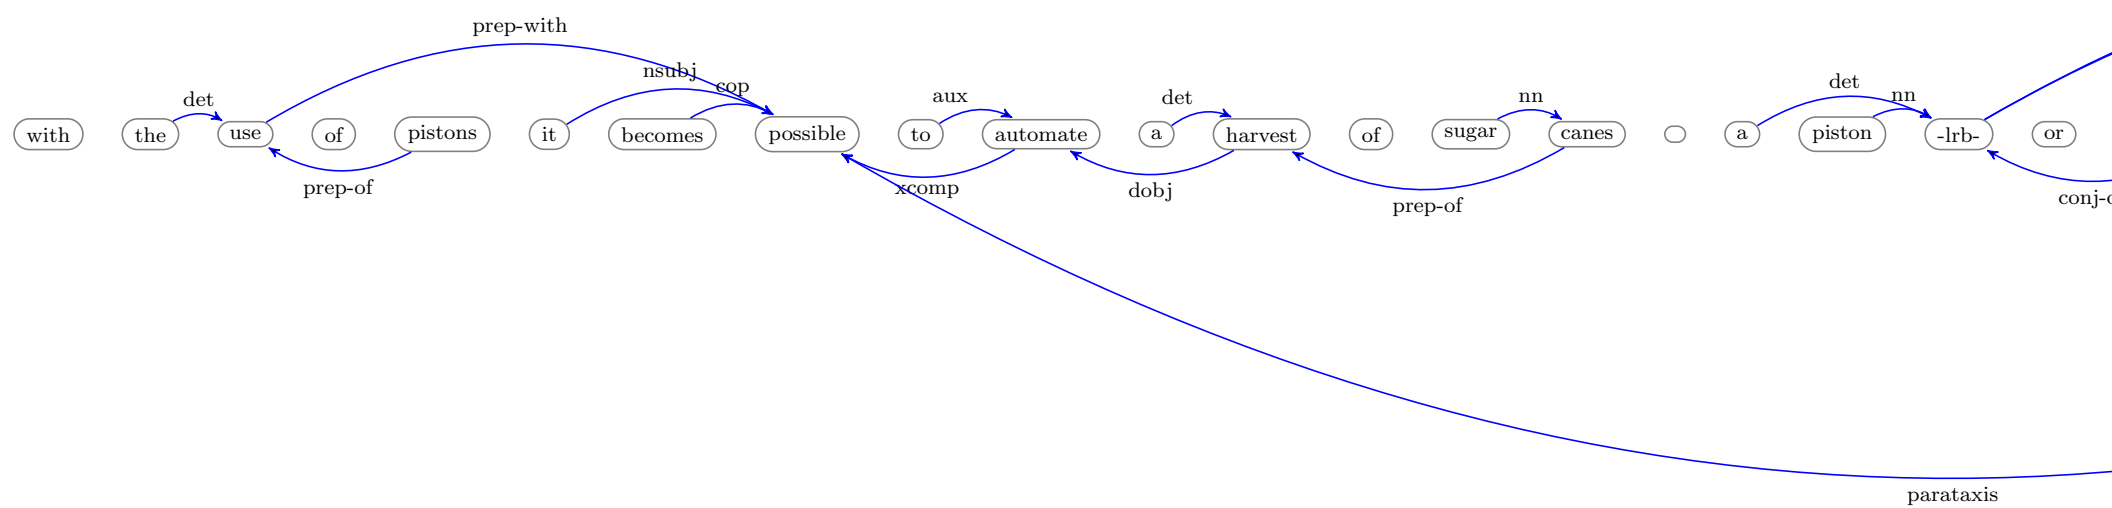 prep-with
nsubj
cop
det
aux
det
nn
det
nn
with the use of pistons it becomes possible to automate a harvest of sugar canes a piston -lrb- or
prep-of
xcomp
dobj
prep-of
conj-o
parataxis